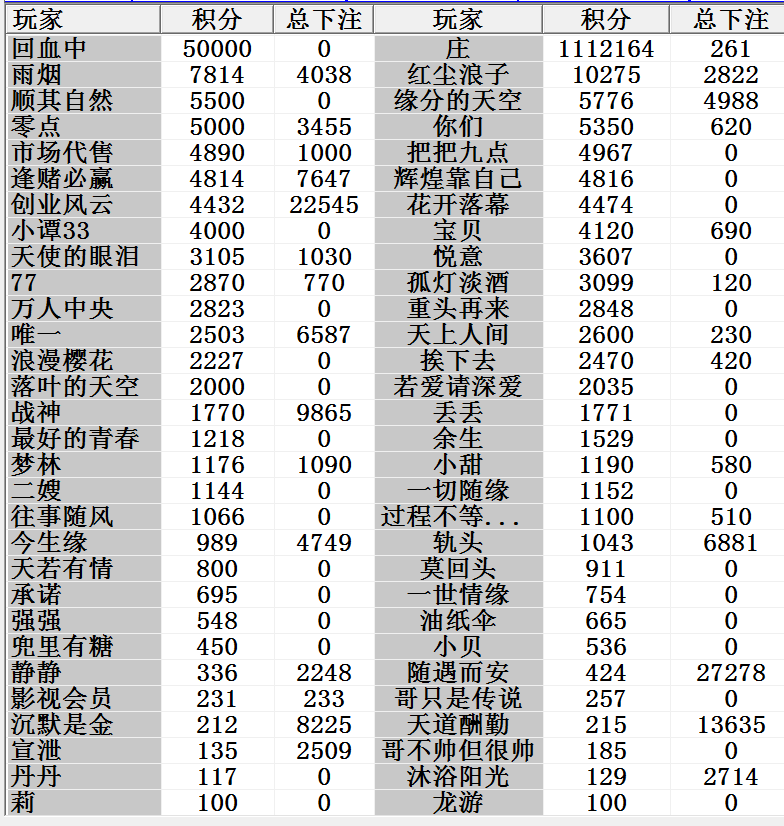 玩家 积分 总下注 玩家 积分 总下注
回血中 50000 0 庄 1112164 261
雨烟 7814 4038 红尘浪子 10275 2822
顺其自然 5500 0 缘分的天空 5776 4988
零点 5000 3455 你们 5350 620
市场代售 4890 1000 把把九点 4967 0
逢赌必赢 4814 7647 辉煌靠自己 4816 0
创业风云 4432 22545 花开落幕 4474 0
小谭33 4000 0 宝贝 4120 690
天使的眼泪 3105 1030 悦意 3607 0
77 2870 770 孤灯淡酒 3099 120
万人中央 2823 0 重头再来 2848 0
唯一 2503 6587 天上人间 2600 230
浪漫樱花 2227 0 挨下去 2470 420
落叶的天空 2000 0 若爱请深爱 2035 0
战神 1770 9865 丢丢 1771 0
最好的青春 1218 0 余生 1529 0
梦林 1176 1090 小甜 1190 580
二嫂 1144 0 一切随缘 1152 0
往事随风 1066 0 过程不等... 1100 510
今生缘 989 4749 轨头 1043 6881
天若有情 800 0 莫回头 911 0
承诺 695 0 一世情缘 754 0
强强 548 0 油纸伞 665 0
兜里有糖 450 0 小贝 536 0
静静 336 2248 随遇而安 424 27278
影视会员 231 233 哥只是传说 257 0
沉默是金 212 8225 天道酬勤 215 13635
宣泄 135 2509 哥不帅但很帅 185 0
丹丹 117 0 沐浴阳光 129 2714
莉 100 0 龙游 100 0